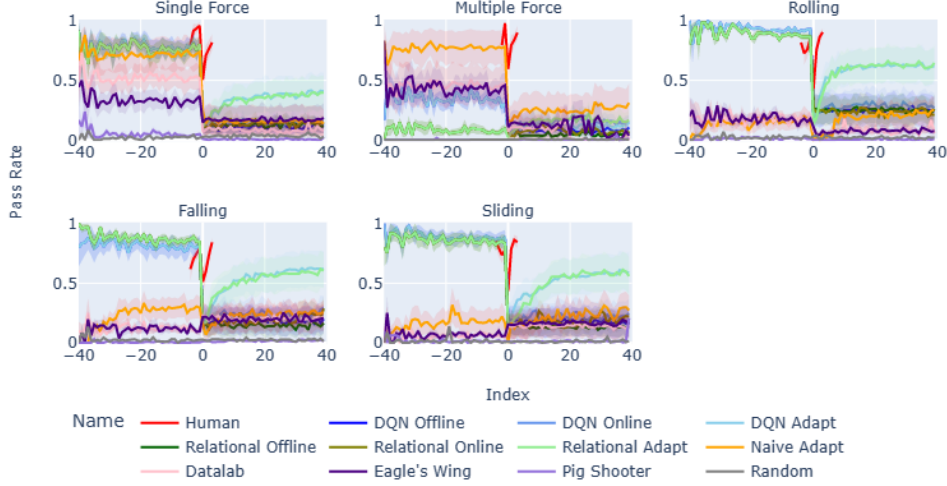 Single Force Multiple Force Rolling
1 1 1
0.5 0.5 0.5
0 0 0
−40 −20 0 20 40 −40 −20 0 20 40 −40 −20 0 20 40
Pass Rate
Falling Sliding
1 1
0.5 0.5
0 0
−40 −20 0 20 40 −40 −20 0 20 40
Index
Name Human DQN Offline DQN Online DQN Adapt
Relational Offline Relational Online Relational Adapt Naive Adapt
Datalab Eagle's Wing Pig Shooter Random